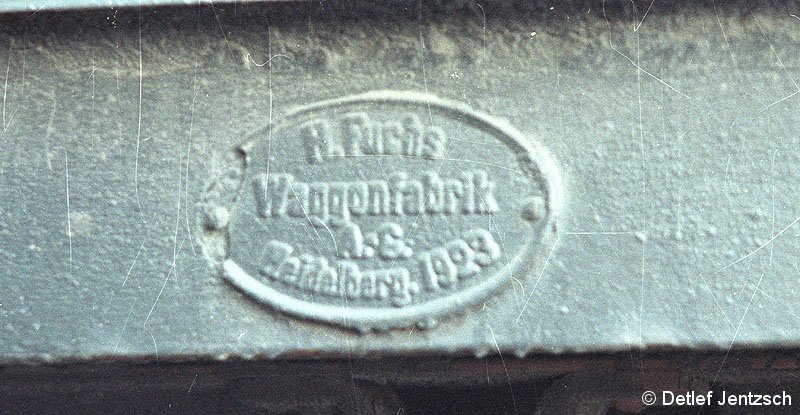 H. Fuchs
Waggonfabrik
A.-G.
Heidelberg. 1923
© Detlef Jentzsch